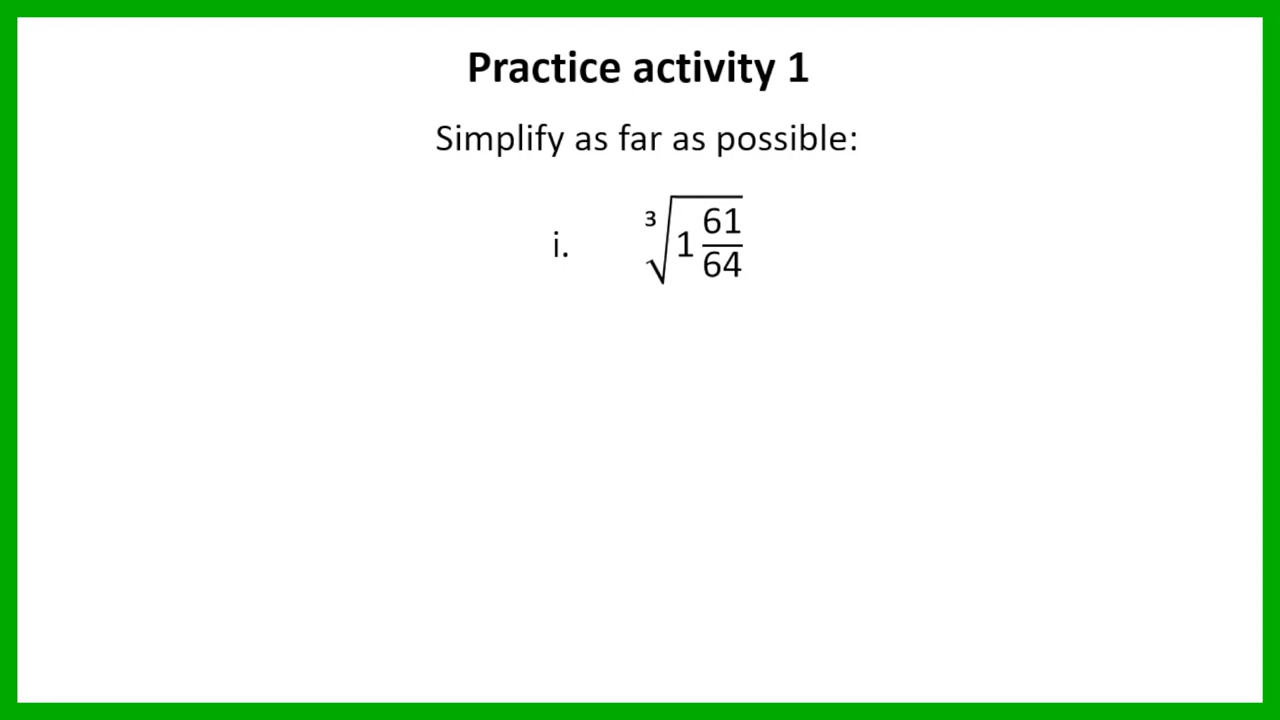 Practice activity 1
Simplify as far as possible:
i. ∛(1 61/64)